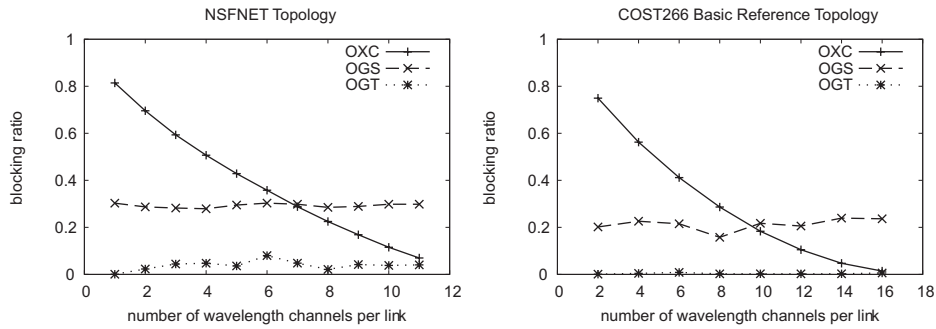 NSFNET Topology
1
0.8
0.6
0.4
0.2
0
blocking ratio
OXC
OGS
OGT
0 2 4 6 8 10 12
number of wavelength channels per link
COST266 Basic Reference Topology
1
0.8
0.6
0.4
0.2
0
blocking ratio
OXC
OGS
OGT
0 2 4 6 8 10 12 14 16 18
number of wavelength channels per link